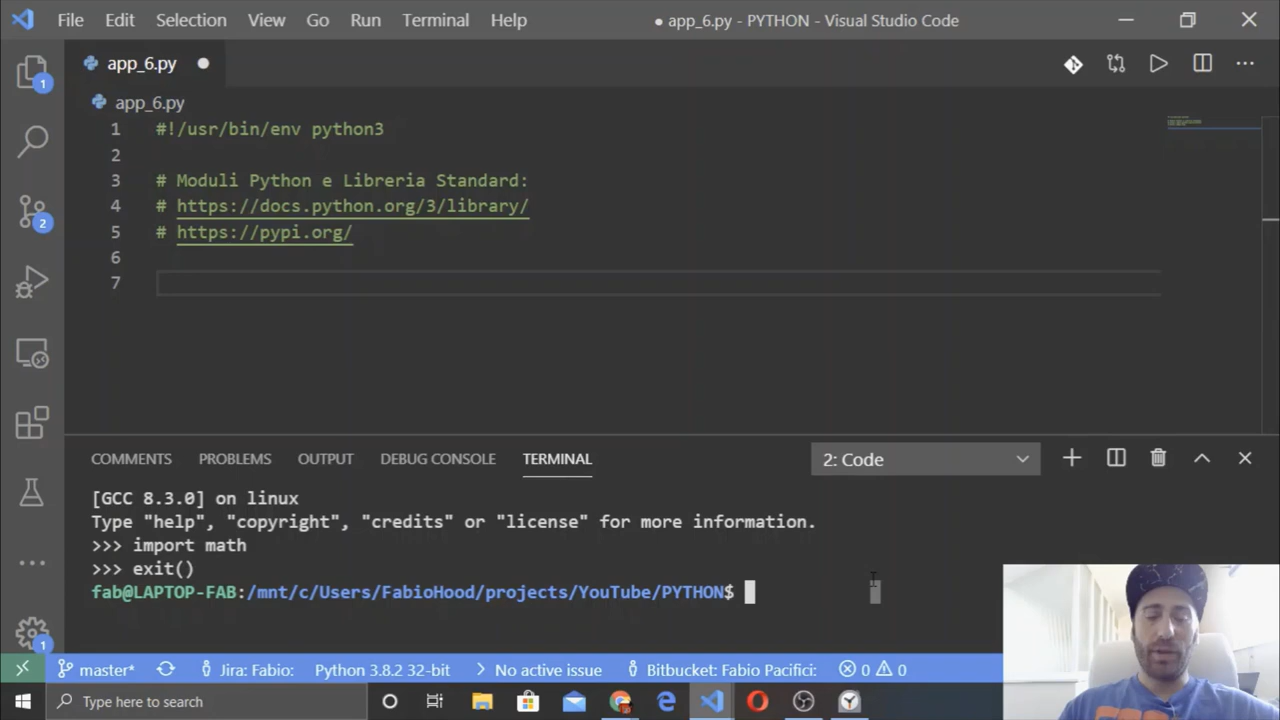 File Edit Selection View Go Run Terminal Help ● app_6.py - PYTHON - Visual Studio Code
app_6.py ●
app_6.py
1 #!/usr/bin/env python3
2
3 # Moduli Python e Libreria Standard:
4 # https://docs.python.org/3/library/
5 # https://pypi.org/
6
7
COMMENTS PROBLEMS OUTPUT DEBUG CONSOLE TERMINAL 2: Code
[GCC 8.3.0] on linux
Type "help", "copyright", "credits" or "license" for more information.
>>> import math
>>> exit()
fab@LAPTOP-FAB:/mnt/c/Users/FabioHood/projects/YouTube/PYTHON$
master* Jira: Fabio: Python 3.8.2 32-bit No active issue Bitbucket: Fabio Pacifici: 0 0
Type here to search
1
2
1